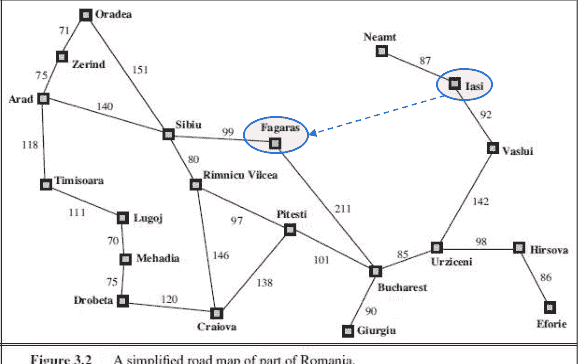 Oradea
71
Neamt
Zerind
87
75
151
Iasi
Arad
140
92
Sibiu
99
Fagaras
118
Vaslui
80
Timisoara
Rimnicu Vilcea
111
Lugoj
97
Pitesti
211
142
70
Mehadia
146
101
85
98
Hirsova
Urziceni
75
138
86
Bucharest
Drobeta
120
90
Craiova
Giurgiu
Eforie
Figure 3.2 A simplified road map of part of Romania.